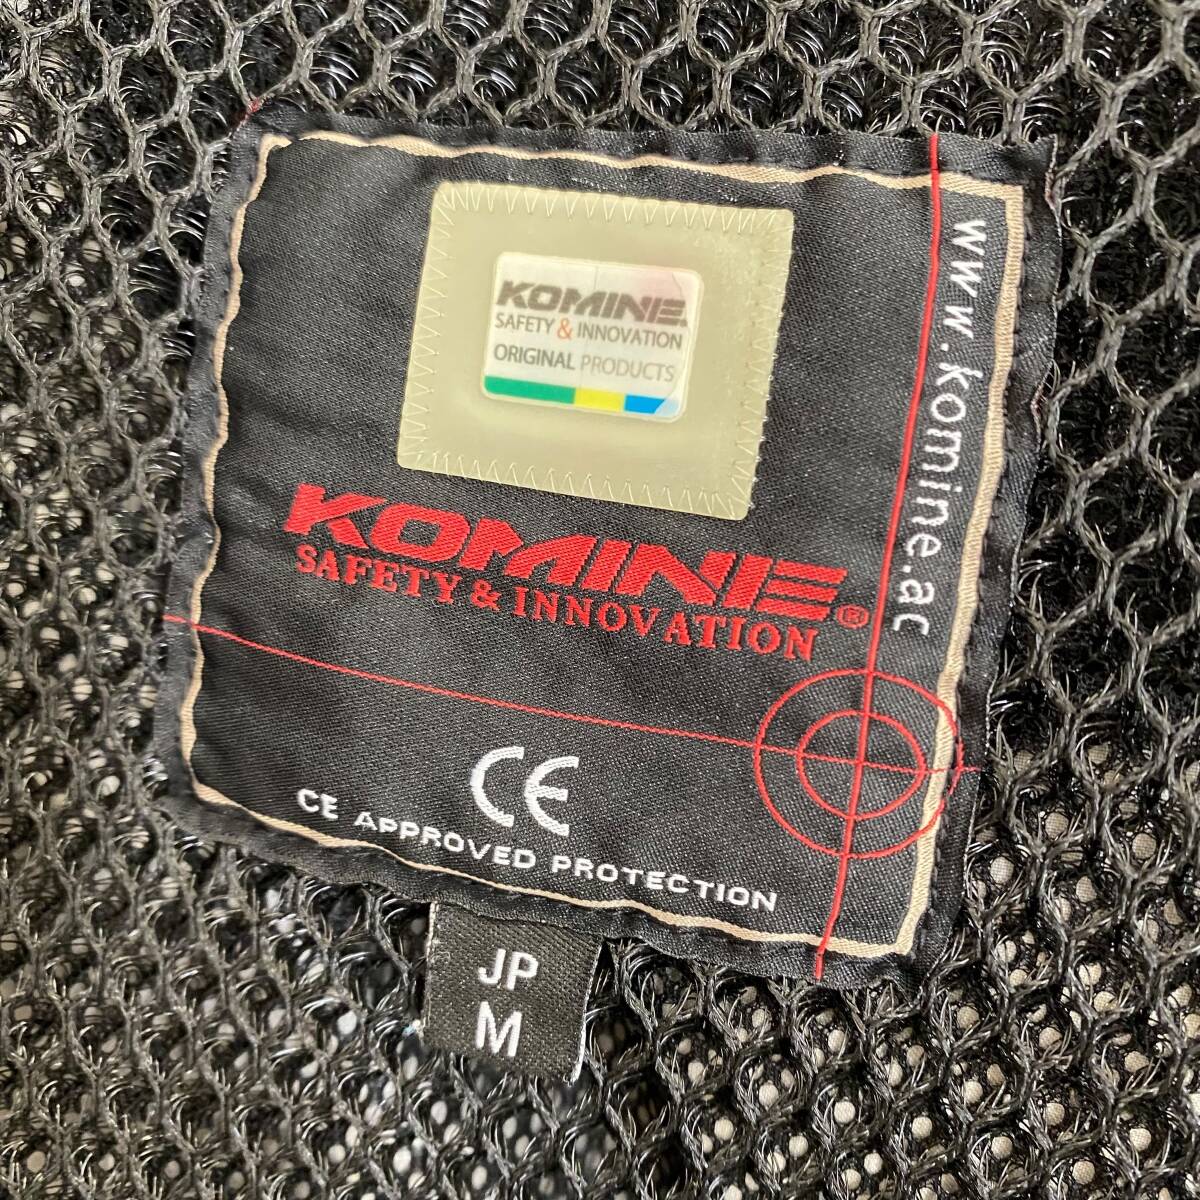 KOMINE.
SAFETY & INNOVATION
ORIGINAL PRODUCTS
www.komine.ac
KOMINE®
SAFETY & INNOVATION
CE
CE APPROVED PROTECTION
JP
M